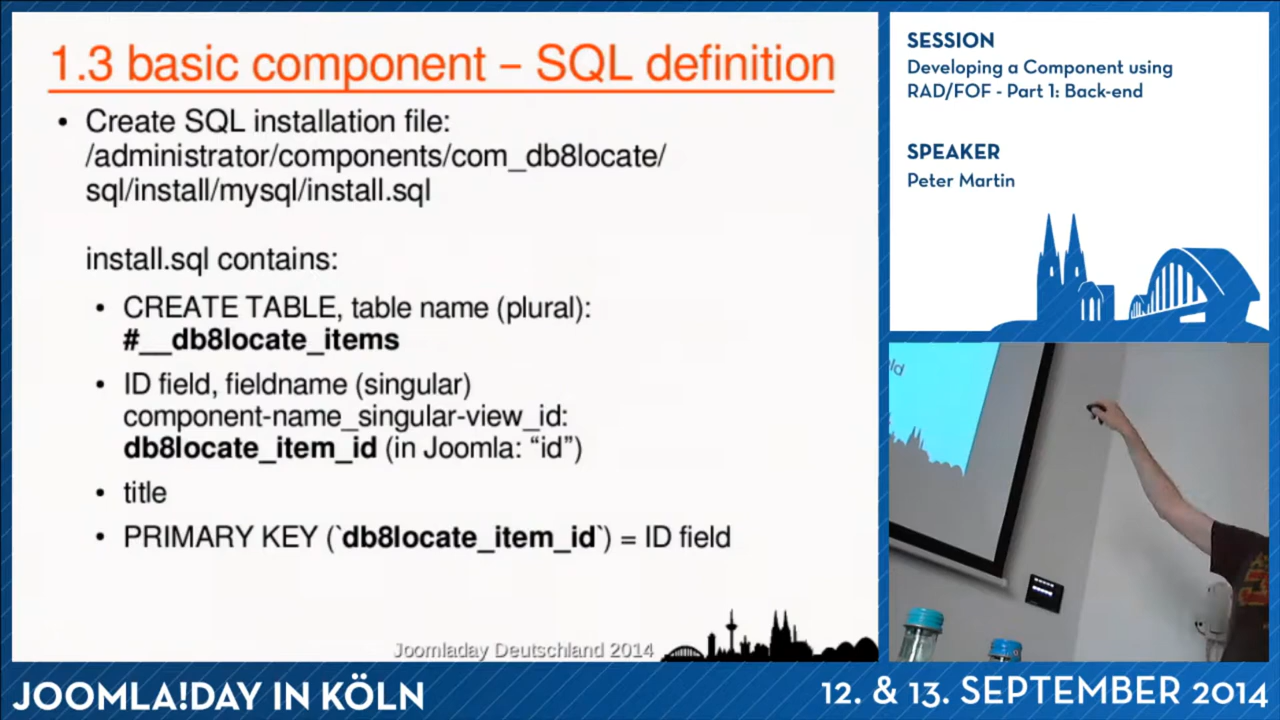 1.3 basic component – SQL definition
• Create SQL installation file:
/administrator/components/com_db8locate/
sql/install/mysql/install.sql
install.sql contains:
• CREATE TABLE, table name (plural):
#__db8locate_items
• ID field, fieldname (singular)
component-name_singular-view_id:
db8locate_item_id (in Joomla: “id”)
• title
• PRIMARY KEY (`db8locate_item_id`) = ID field
Joomladay Deutschland 2014
SESSION
Developing a Component using
RAD/FOF - Part 1: Back-end
SPEAKER
Peter Martin
JOOMLA!DAY IN KÖLN
12. & 13. SEPTEMBER 2014